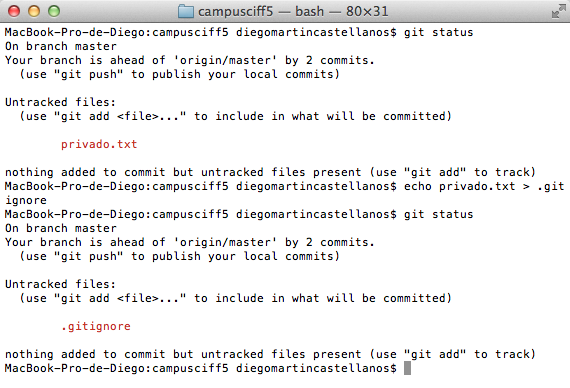 campusciff5 — bash — 80×31
MacBook-Pro-de-Diego:campusciff5 diegomartincastellanos$ git status
On branch master
Your branch is ahead of 'origin/master' by 2 commits.
  (use "git push" to publish your local commits)
Untracked files:
  (use "git add <file>..." to include in what will be committed)
        privado.txt
nothing added to commit but untracked files present (use "git add" to track)
MacBook-Pro-de-Diego:campusciff5 diegomartincastellanos$ echo privado.txt > .git
ignore
MacBook-Pro-de-Diego:campusciff5 diegomartincastellanos$ git status
On branch master
Your branch is ahead of 'origin/master' by 2 commits.
  (use "git push" to publish your local commits)
Untracked files:
  (use "git add <file>..." to include in what will be committed)
        .gitignore
nothing added to commit but untracked files present (use "git add" to track)
MacBook-Pro-de-Diego:campusciff5 diegomartincastellanos$